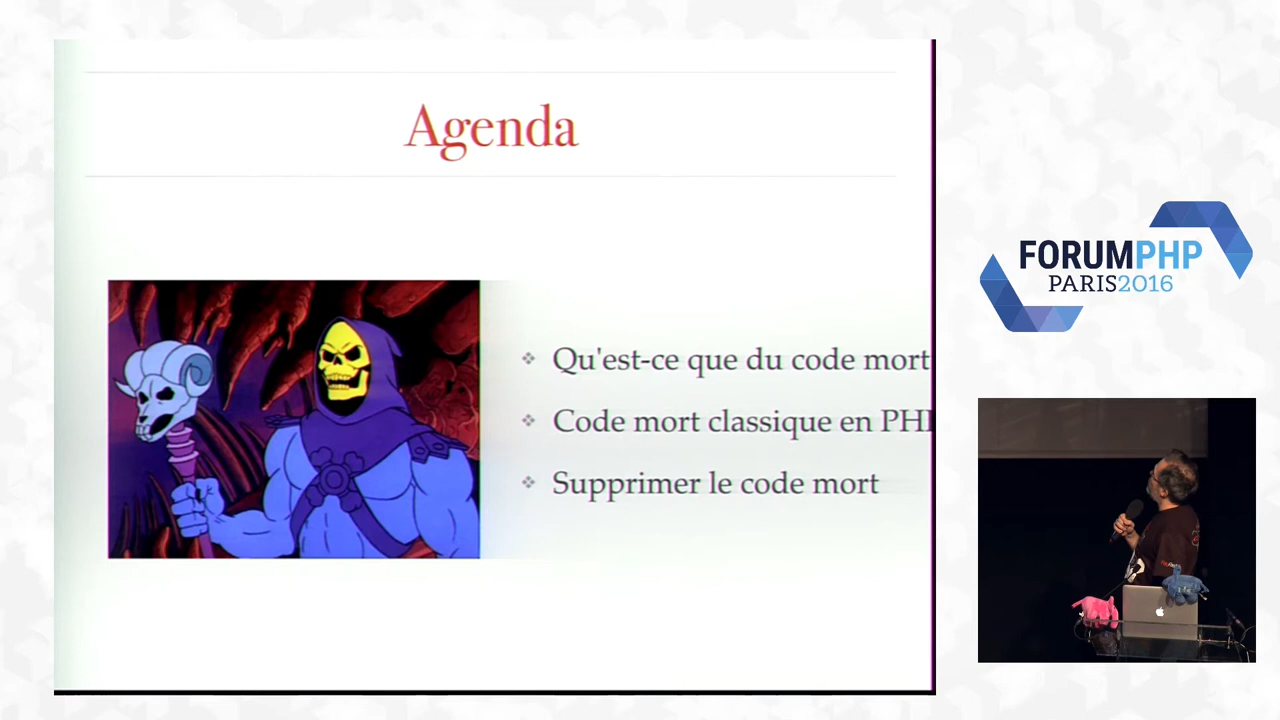 Agenda
Qu'est-ce que du code mort
Code mort classique en PH
Supprimer le code mort
FORUMPHP
PARIS2016